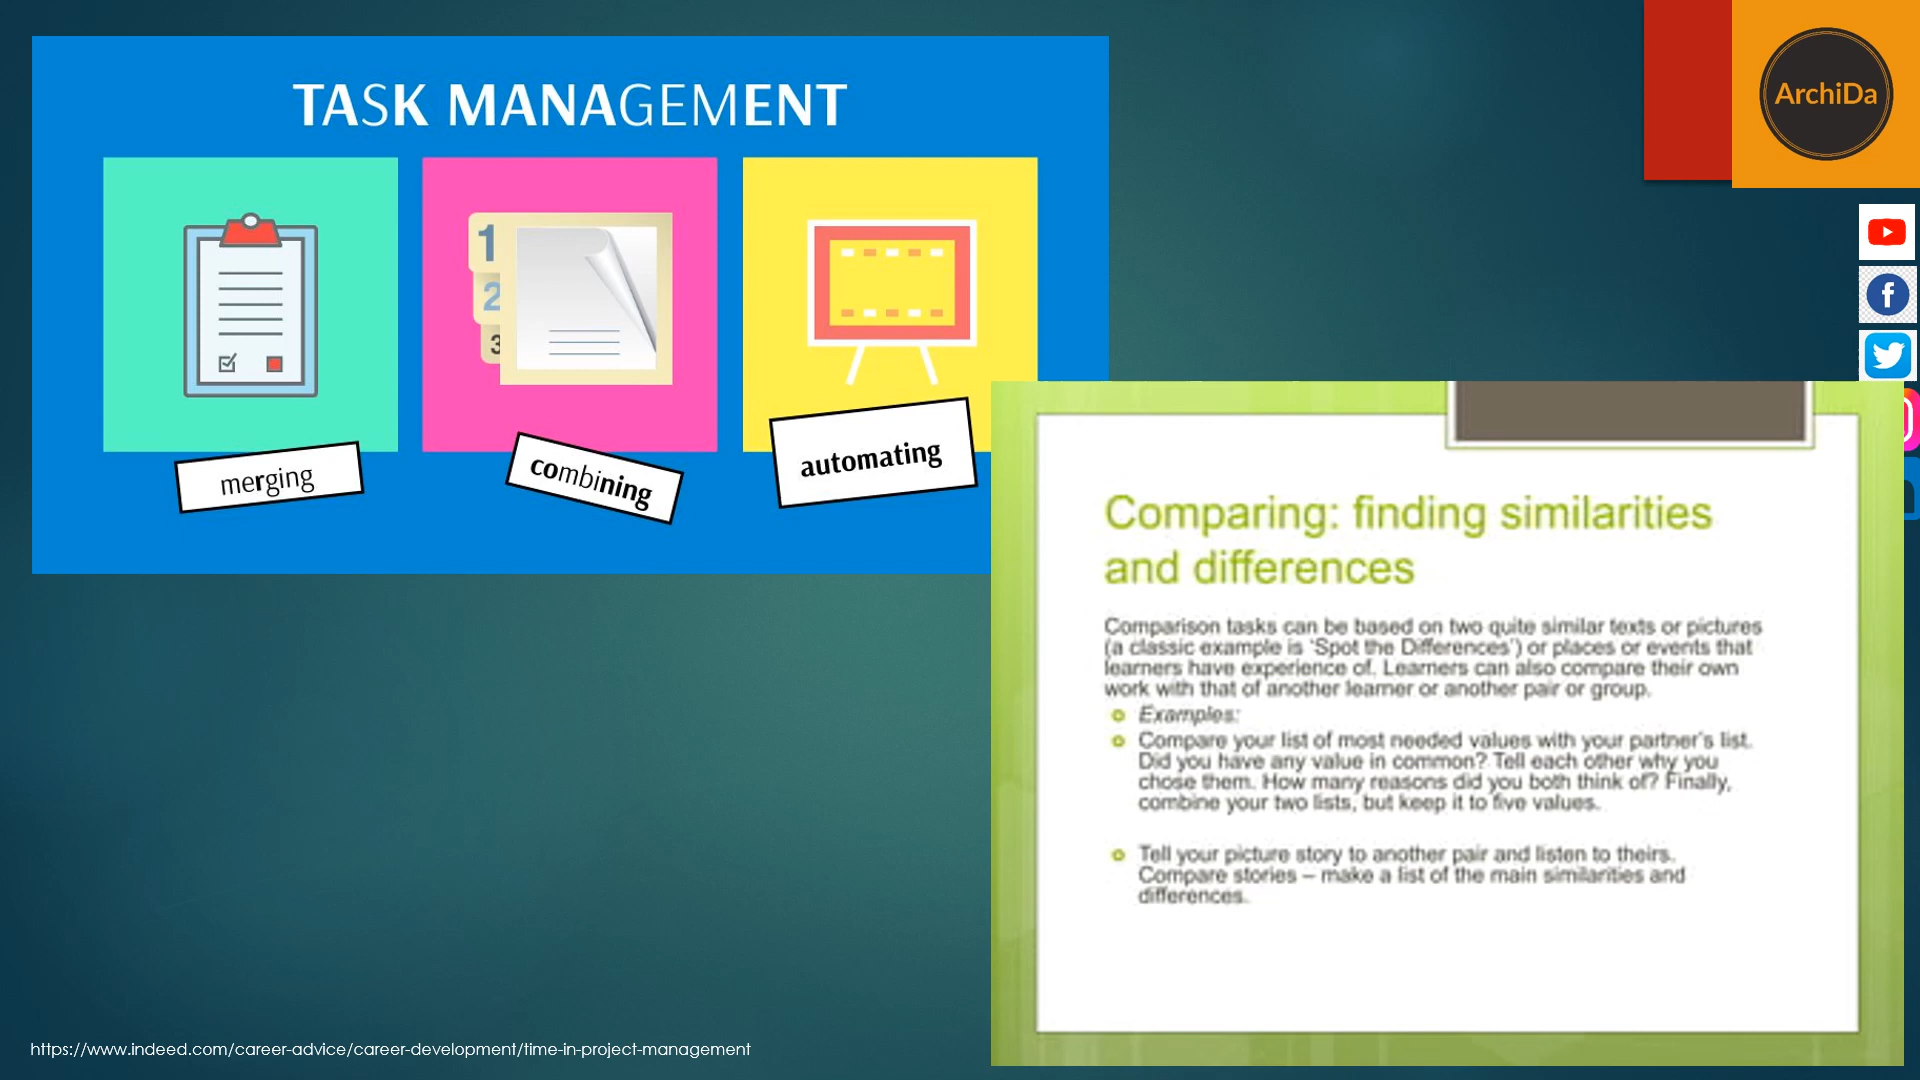 TASK MANAGEMENT
ArchiDa
1
2
3
merging
combining
automating
Comparing: finding similarities
and differences
Comparison tasks can be based on two quite similar texts or pictures
(a classic example is 'Spot the Differences') or places or events that
learners have experience of. Learners can also compare their own
work with that of another learner or another pair or group.
Examples:
Compare your list of most needed values with your partner's list.
Did you have any value in common? Tell each other why you
chose them. How many reasons did you both think of? Finally,
combine your two lists, but keep it to five values.
Tell your picture story to another pair and listen to theirs.
Compare stories – make a list of the main similarities and
differences.
https://www.indeed.com/career-advice/career-development/time-in-project-management